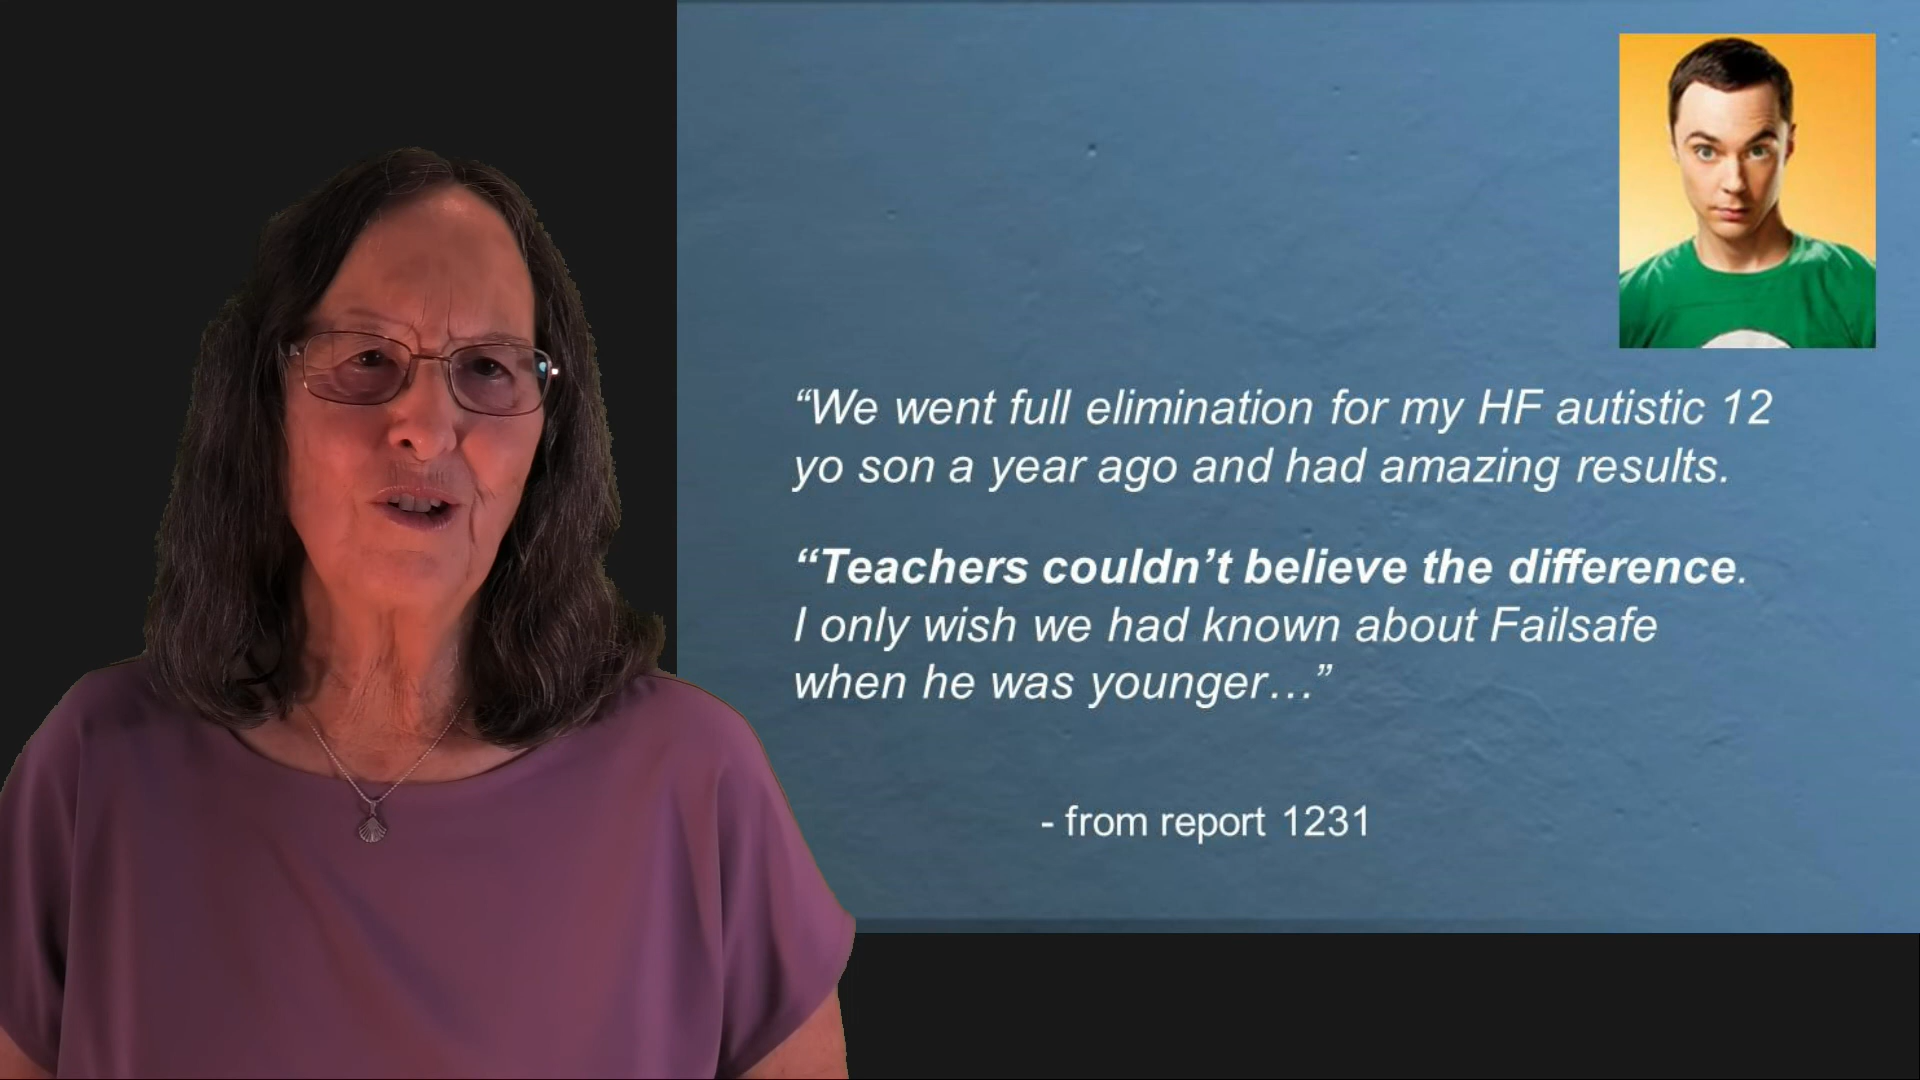 “We went full elimination for my HF autistic 12
yo son a year ago and had amazing results.
“Teachers couldn’t believe the difference.
I only wish we had known about Failsafe
when he was younger…”
- from report 1231